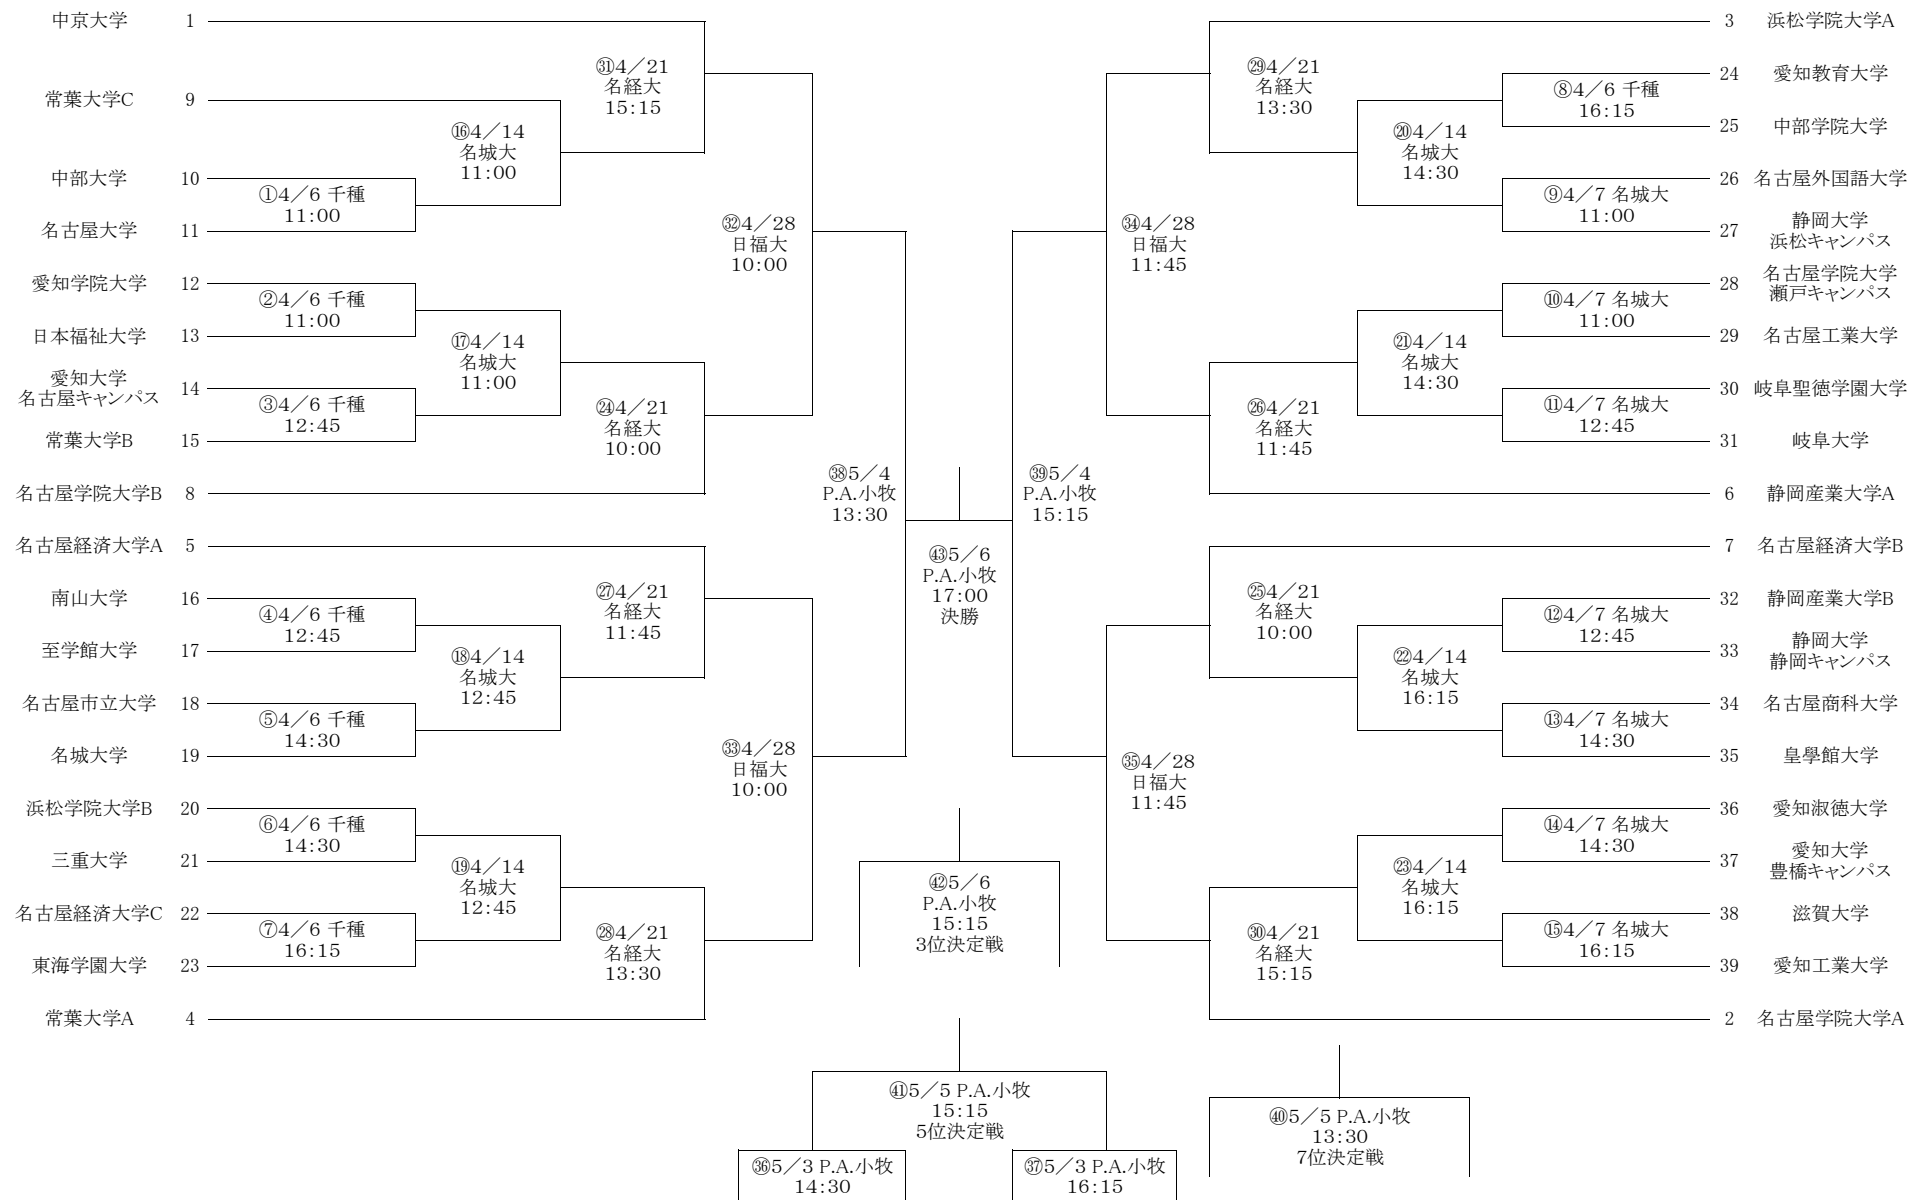 中京大学 1
㉛4／21
名経大
15:15
常葉大学C 9
⑯4／14
名城大
11:00
中部大学 10
①4／6 千種
11:00
名古屋大学 11
㉜4／28
日福大
10:00
愛知学院大学 12
②4／6 千種
11:00
日本福祉大学 13
⑰4／14
名城大
11:00
愛知大学
名古屋キャンパス 14
③4／6 千種
12:45
常葉大学B 15
㉔4／21
名経大
10:00
名古屋学院大学B 8
㊳5／4
P.A.小牧
13:30
名古屋経済大学A 5
㉗4／21
名経大
11:45
南山大学 16
④4／6 千種
12:45
至学館大学 17
⑱4／14
名城大
12:45
名古屋市立大学 18
⑤4／6 千種
14:30
名城大学 19
㉝4／28
日福大
10:00
浜松学院大学B 20
⑥4／6 千種
14:30
三重大学 21
⑲4／14
名城大
12:45
名古屋経済大学C 22
⑦4／6 千種
16:15
東海学園大学 23
㉘4／21
名経大
13:30
常葉大学A 4
㊸5／6
P.A.小牧
17:00
決勝
㊷5／6
P.A.小牧
15:15
3位決定戦
㊶5／5 P.A.小牧
15:15
5位決定戦
㊱5／3 P.A.小牧
14:30
㊲5／3 P.A.小牧
16:15
㊵5／5 P.A.小牧
13:30
7位決定戦
3 浜松学院大学A
㉙4／21
名経大
13:30
24 愛知教育大学
⑧4／6 千種
16:15
25 中部学院大学
⑳4／14
名城大
14:30
26 名古屋外国語大学
⑨4／7 名城大
11:00
27 静岡大学
浜松キャンパス
㉞4／28
日福大
11:45
28 名古屋学院大学
瀬戸キャンパス
⑩4／7 名城大
11:00
29 名古屋工業大学
㉑4／14
名城大
14:30
30 岐阜聖徳学園大学
⑪4／7 名城大
12:45
31 岐阜大学
㉖4／21
名経大
11:45
6 静岡産業大学A
㊴5／4
P.A.小牧
15:15
7 名古屋経済大学B
㉕4／21
名経大
10:00
32 静岡産業大学B
⑫4／7 名城大
12:45
33 静岡大学
静岡キャンパス
㉒4／14
名城大
16:15
34 名古屋商科大学
⑬4／7 名城大
14:30
35 皇學館大学
㉟4／28
日福大
11:45
36 愛知淑徳大学
⑭4／7 名城大
14:30
37 愛知大学
豊橋キャンパス
㉓4／14
名城大
16:15
38 滋賀大学
⑮4／7 名城大
16:15
39 愛知工業大学
㉚4／21
名経大
15:15
2 名古屋学院大学A